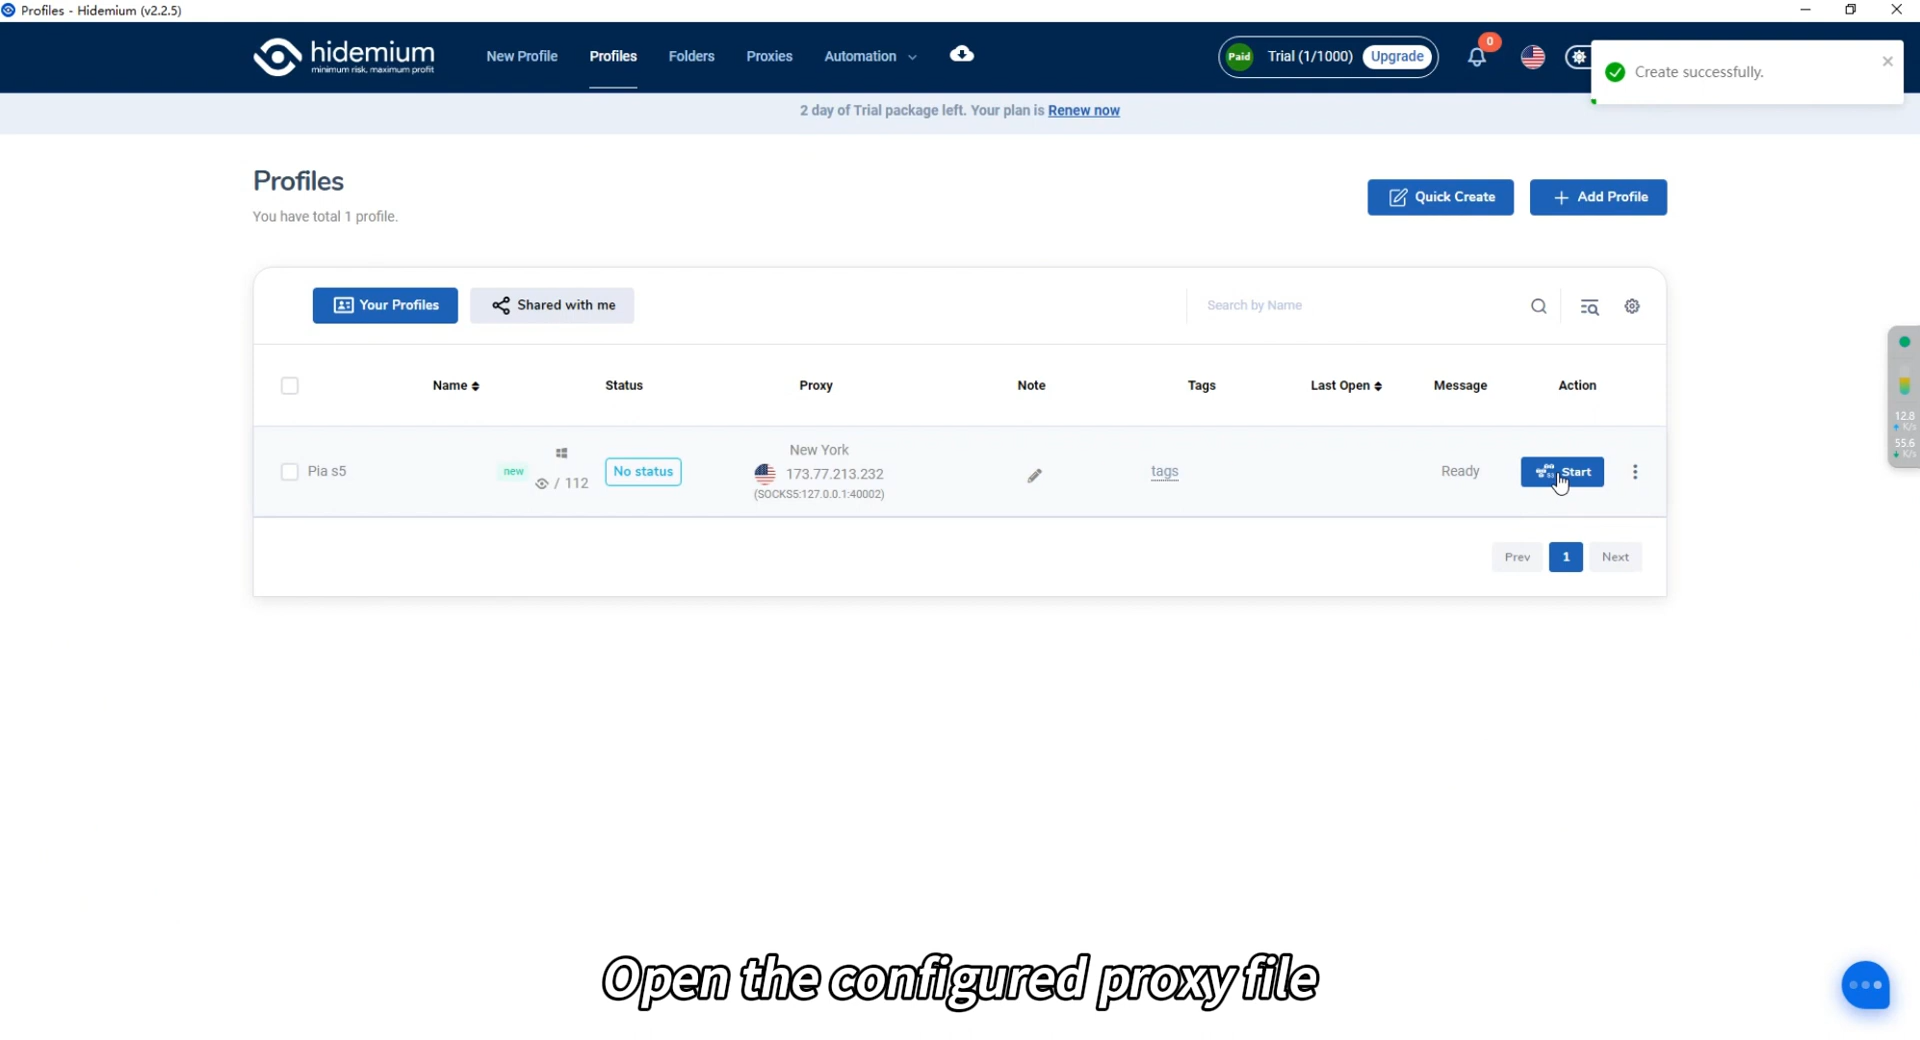 Profiles - Hidemium (v2.2.5)
hidemium
minimum risk, maximum profit
New Profile
Profiles
Folders
Proxies
Automation
Paid
Trial (1/1000)
Upgrade
0
Create successfully.
2 day of Trial package left. Your plan is Renew now
Profiles
You have total 1 profile.
Quick Create
Add Profile
Your Profiles
Shared with me
Search by Name
Name
Status
Proxy
Note
Tags
Last Open
Message
Action
Pia s5
new
/ 112
No status
New York
173.77.213.232
(SOCKS5:127.0.0.1:40002)
tags
Ready
Start
Prev
1
Next
12.8
K/s
55.6
K/s
Open the configured proxy file